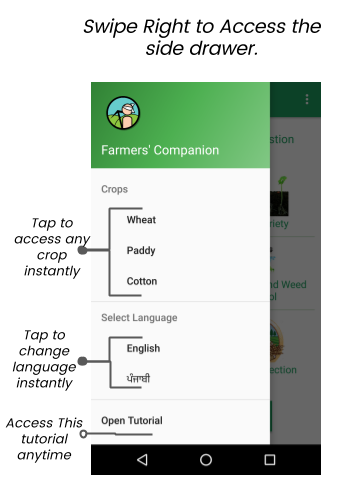 Swipe Right to Access the
side drawer.
Farmers' Companion
stion
Crops
Tap to
access any
crop
instantly
Wheat
riety
Paddy
Cotton
nd Weed
ol
Select Language
Tap to
change
language
instantly
English
ਪੰਜਾਬੀ
ection
Access This
tutorial
anytime
Open Tutorial